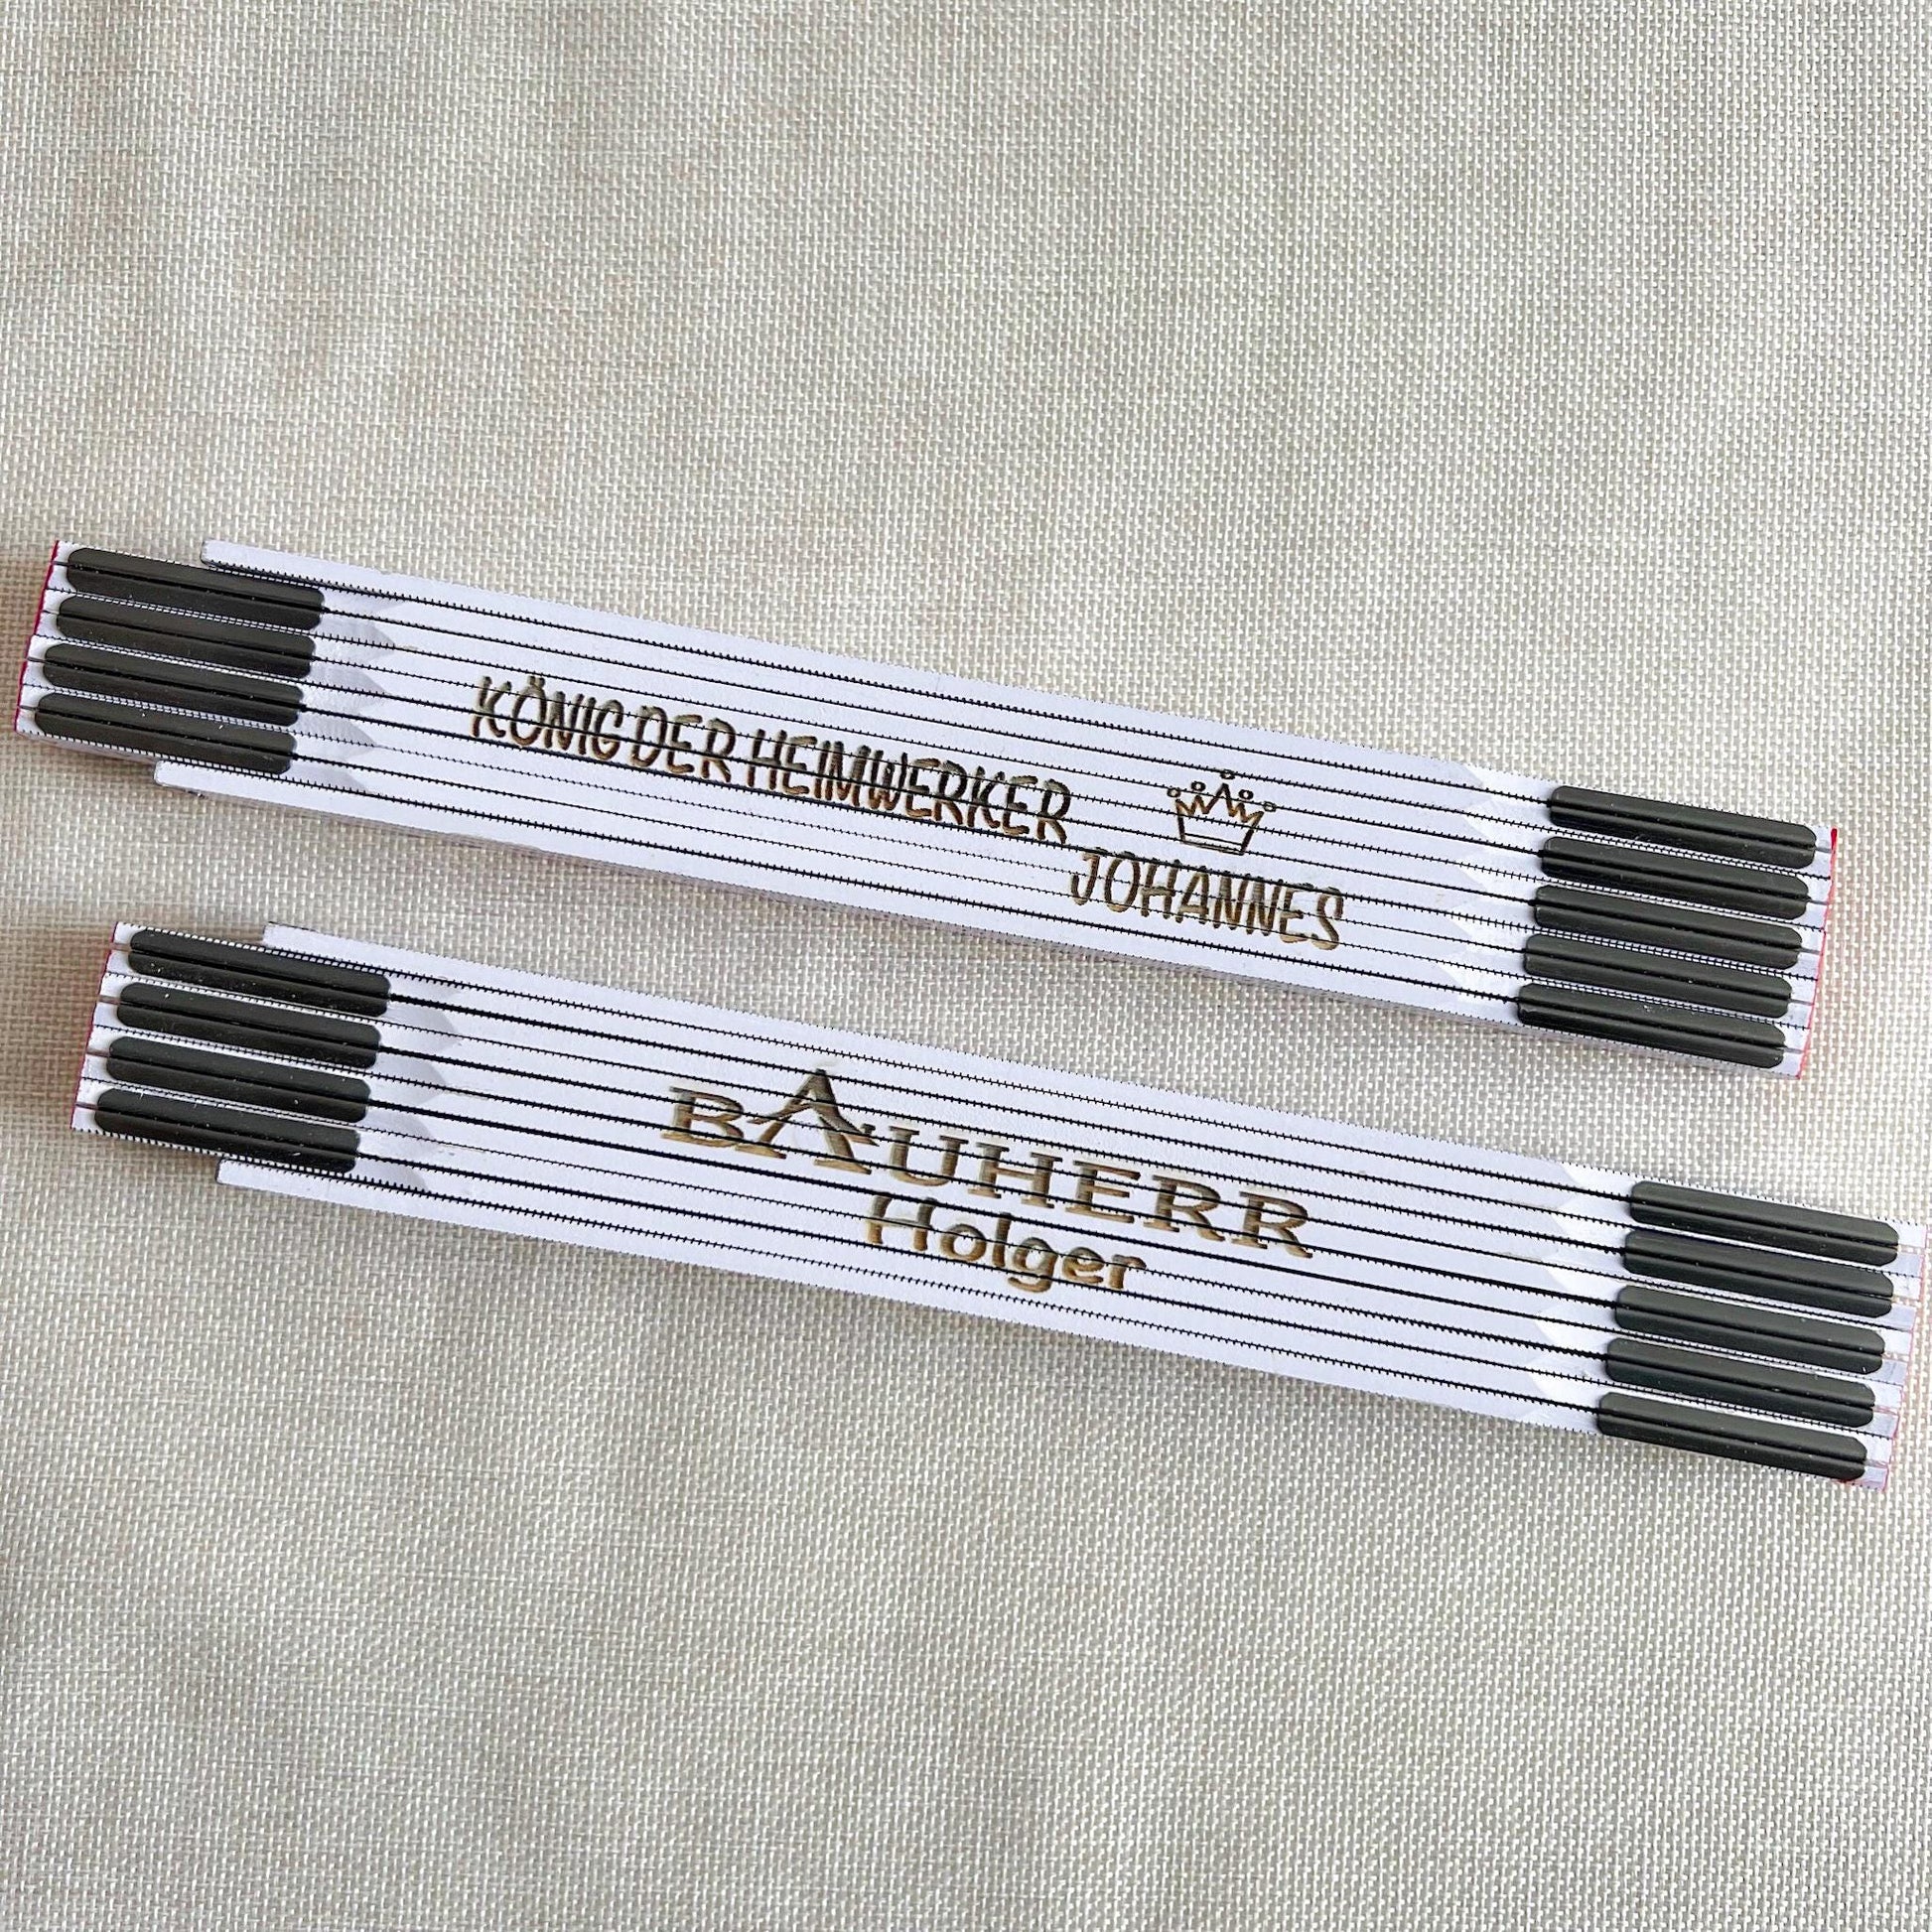 KÖNIG DER HEIMWERKER
JOHANNES
BAUHERR
Holger